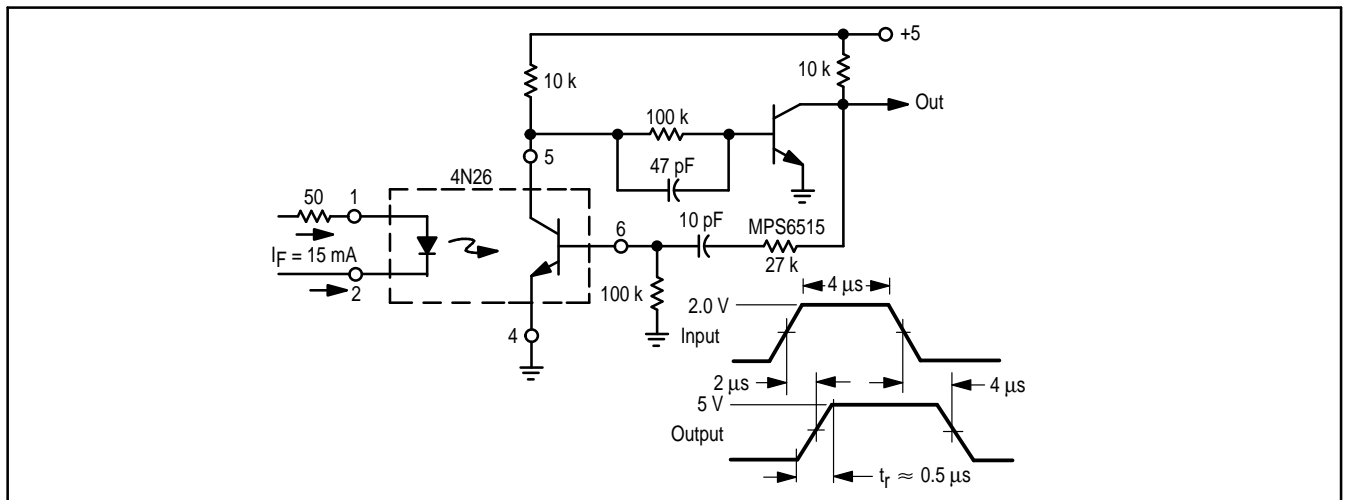 +5
10 k
10 k
Out
100 k
5
47 pF
4N26
50
1
10 pF
MPS6515
6
I_F = 15 mA
27 k
2
100 k
4 µs
2.0 V
4
Input
2 µs
4 µs
5 V
Output
t_r ≈ 0.5 µs